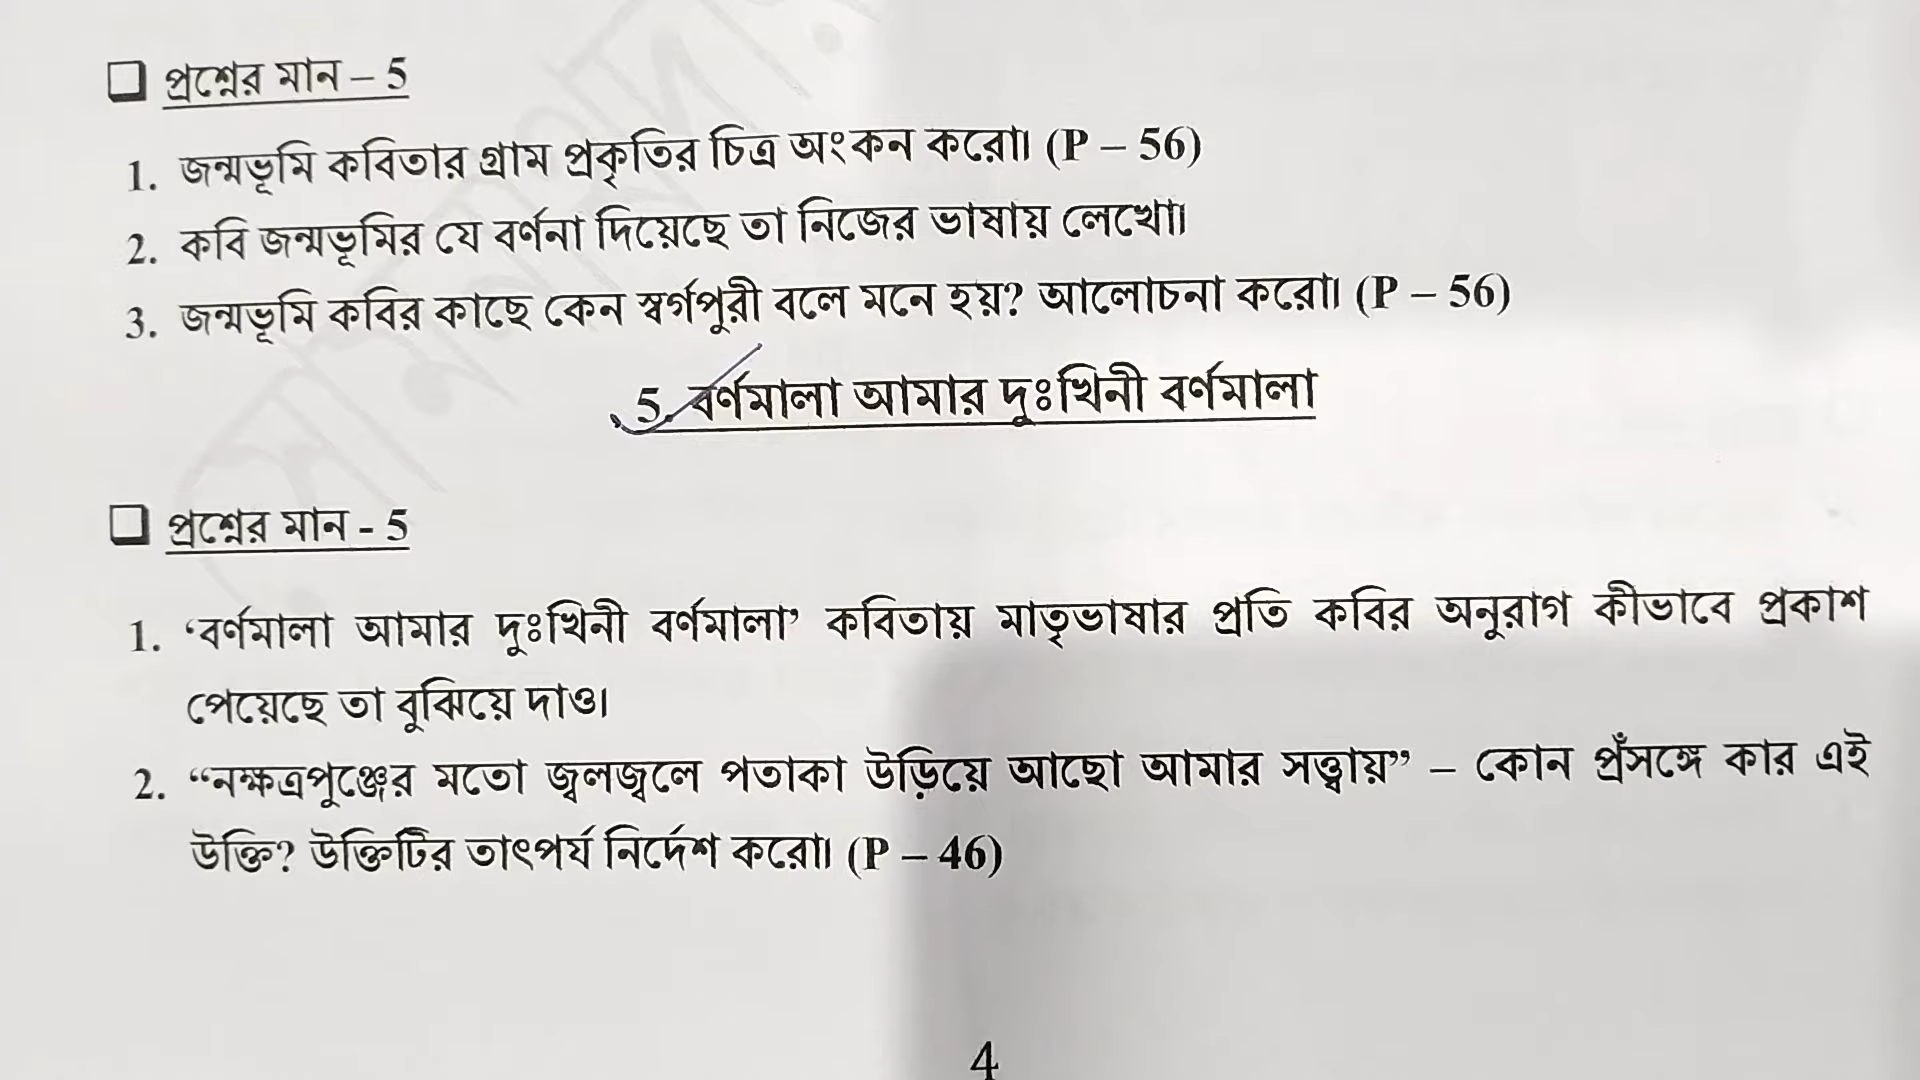 ❑ প্রশ্নের মান – 5
1. জন্মভূমি কবিতার গ্রাম প্রকৃতির চিত্র অংকন করো। (P – 56)
2. কবি জন্মভূমির যে বর্ণনা দিয়েছে তা নিজের ভাষায় লেখো।
3. জন্মভূমি কবির কাছে কেন স্বর্গপুরী বলে মনে হয়? আলোচনা করো। (P – 56)
5. বর্ণমালা আমার দুঃখিনী বর্ণমালা
❑ প্রশ্নের মান - 5
1. ‘বর্ণমালা আমার দুঃখিনী বর্ণমালা’ কবিতায় মাতৃভাষার প্রতি কবির অনুরাগ কীভাবে প্রকাশ
পেয়েছে তা বুঝিয়ে দাও।
2. “নক্ষত্রপুঞ্জের মতো জ্বলজ্বলে পতাকা উড়িয়ে আছো আমার সত্ত্বায়” – কোন প্রঁসঙ্গে কার এই
উক্তি? উক্তিটির তাৎপর্য নির্দেশ করো। (P – 46)
4